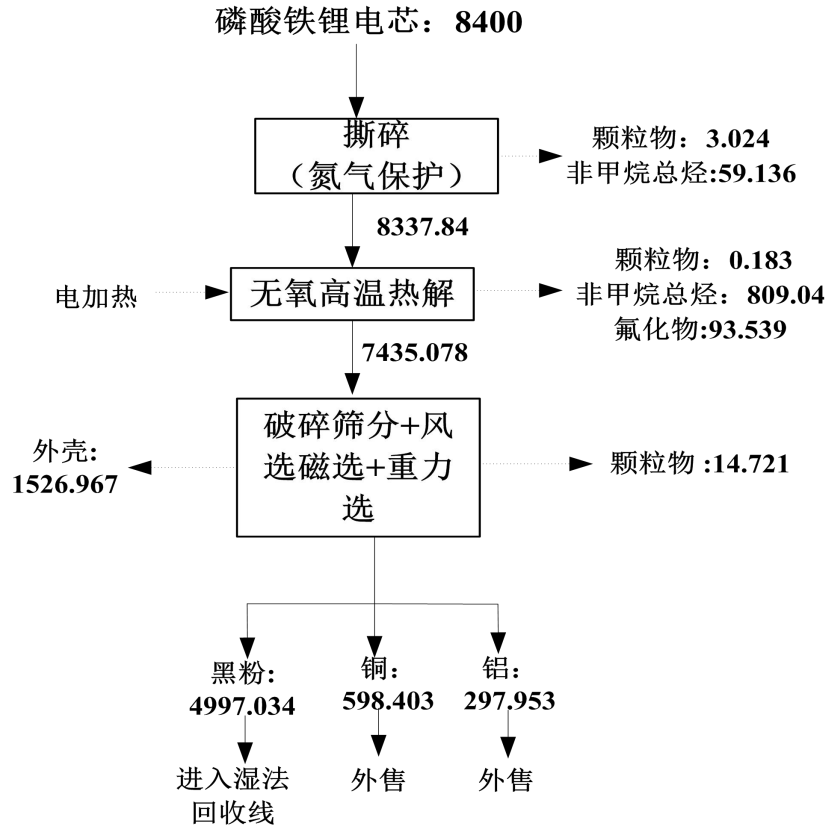 磷酸铁锂电芯：8400
撕碎
（氮气保护）
颗粒物：3.024
非甲烷总烃:59.136
8337.84
电加热
无氧高温热解
颗粒物：0.183
非甲烷总烃：809.04
氟化物:93.539
7435.078
外壳:
1526.967
破碎筛分+风
选磁选+重力
选
颗粒物 :14.721
黑粉:
4997.034
铜:
598.403
铝:
297.953
进入湿法
回收线
外售
外售